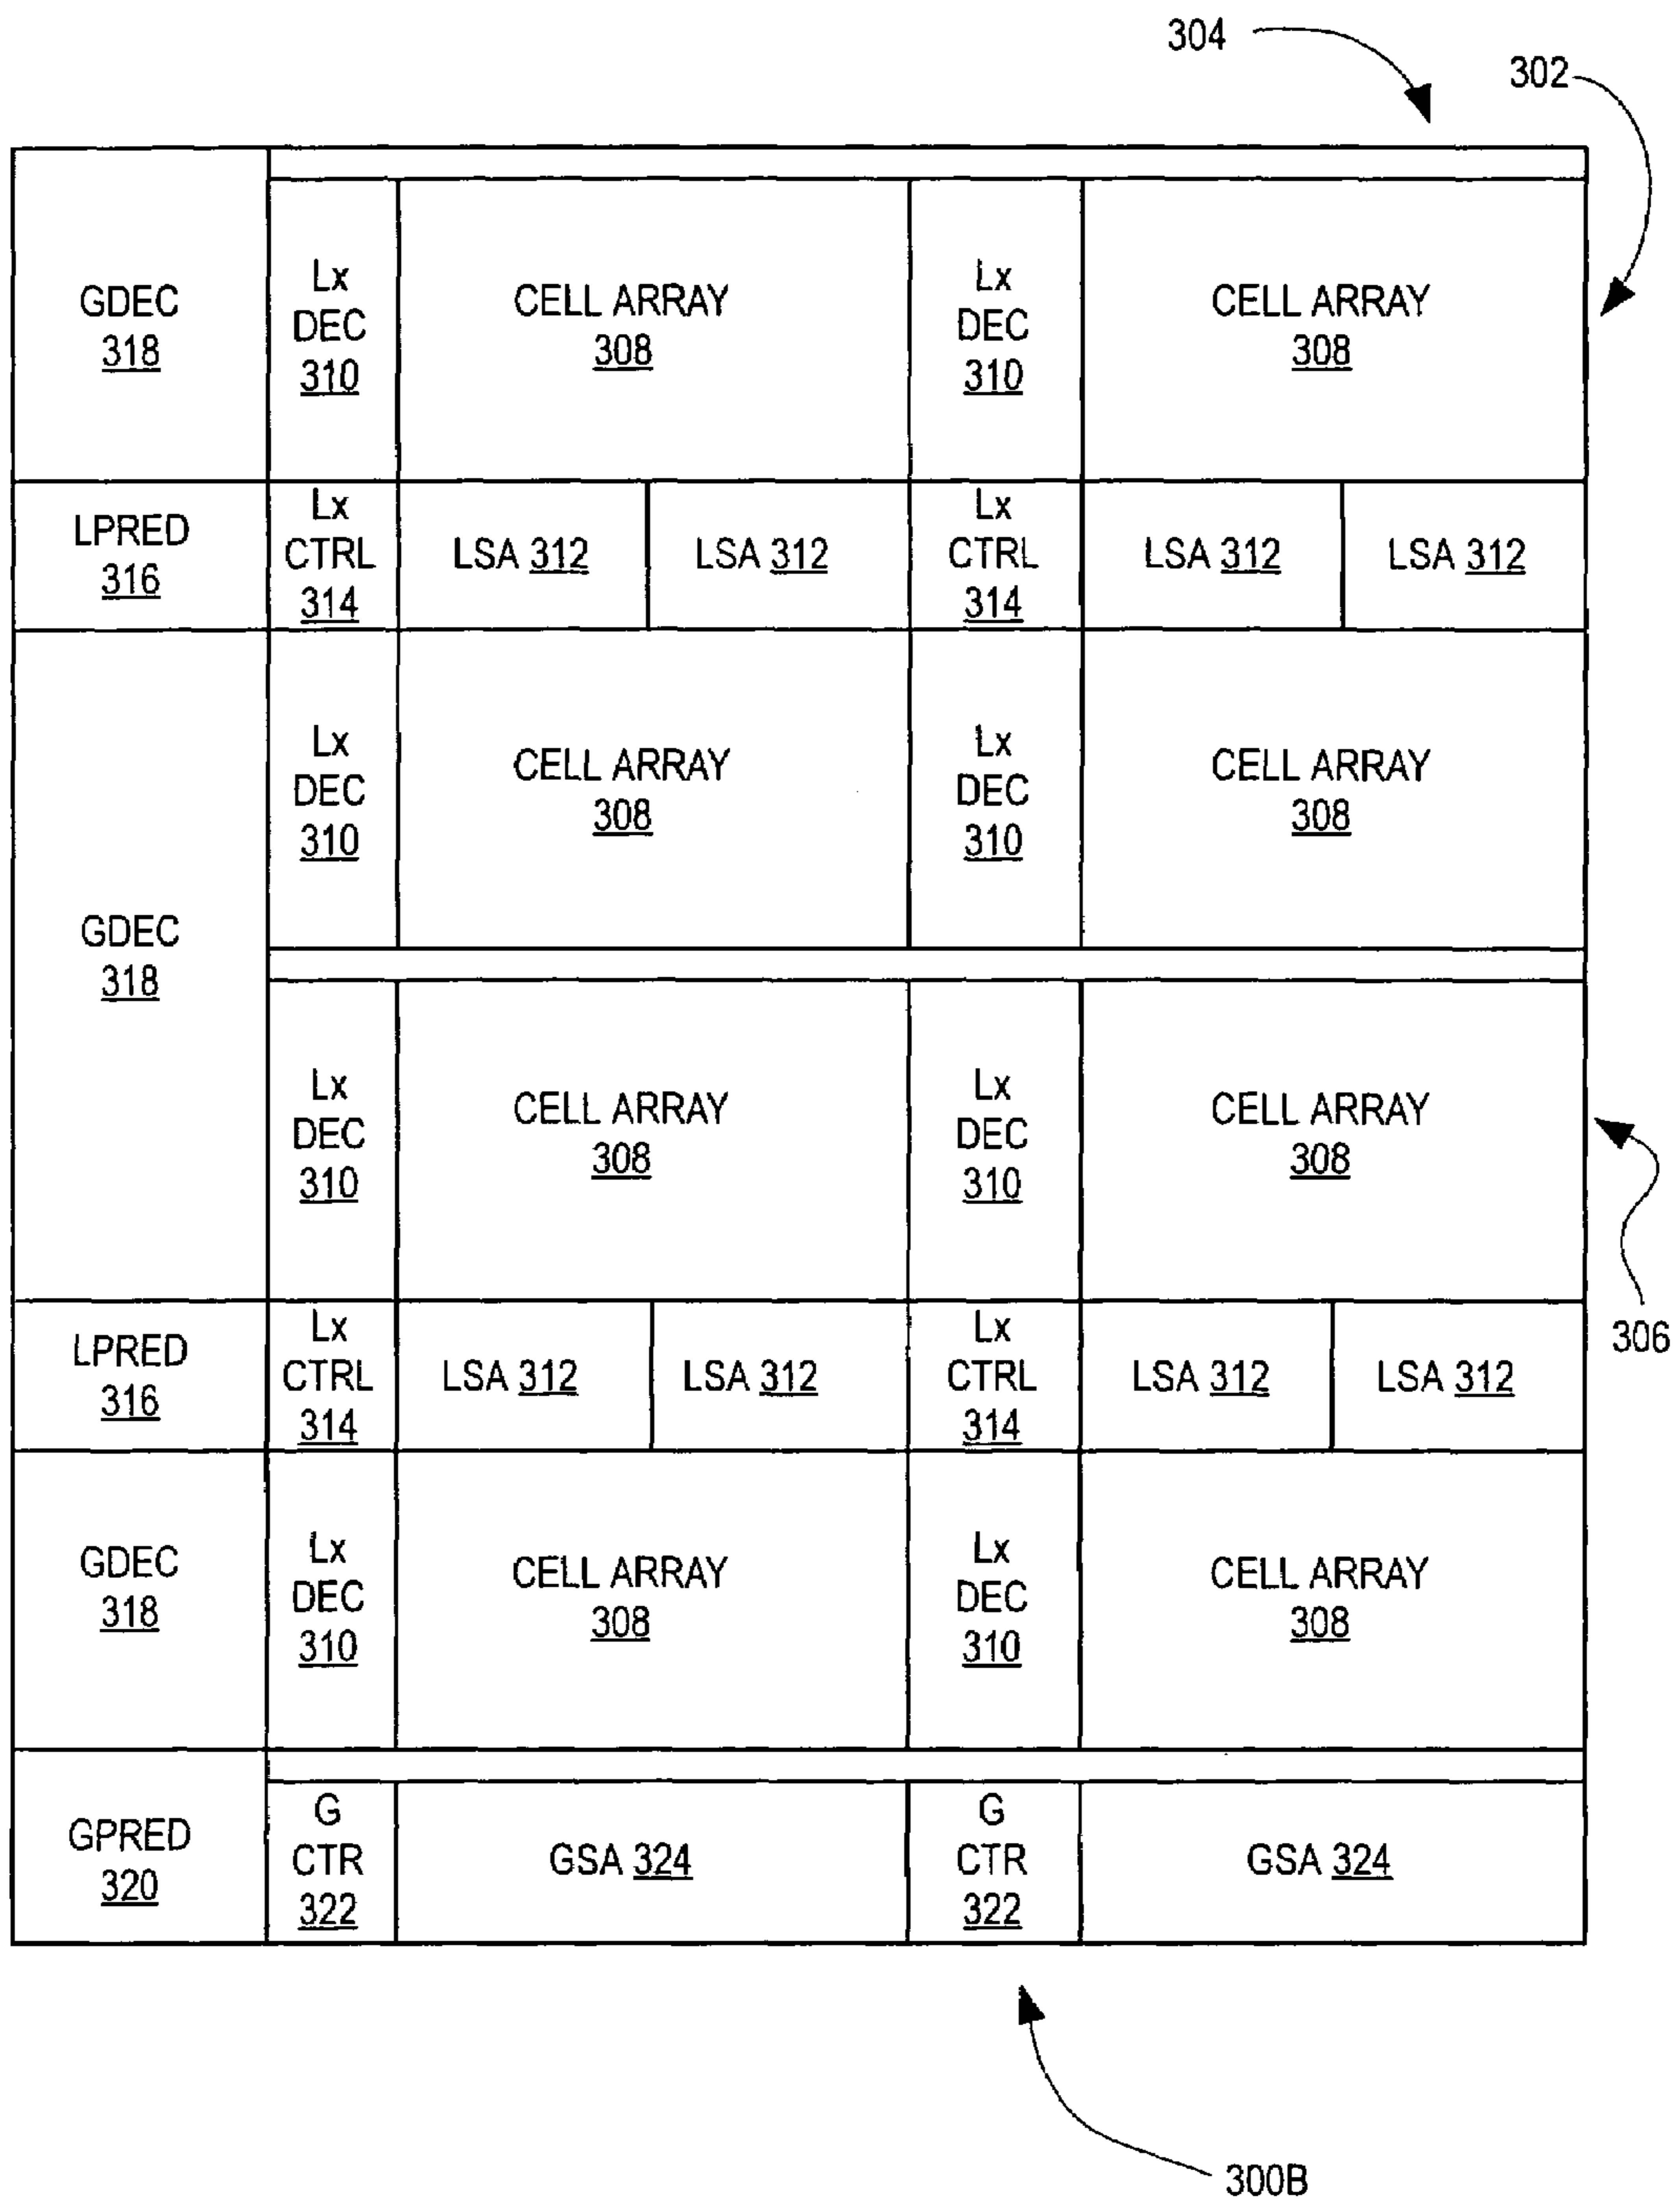 304
302
GDEC
318
Lx
DEC
310
CELL ARRAY
308
Lx
DEC
310
CELL ARRAY
308
LPRED
316
Lx
CTRL
314
LSA 312
LSA 312
Lx
CTRL
314
LSA 312
LSA 312
GDEC
318
Lx
DEC
310
CELL ARRAY
308
Lx
DEC
310
CELL ARRAY
308
Lx
DEC
310
CELL ARRAY
308
Lx
DEC
310
CELL ARRAY
308
306
LPRED
316
Lx
CTRL
314
LSA 312
LSA 312
Lx
CTRL
314
LSA 312
LSA 312
GDEC
318
Lx
DEC
310
CELL ARRAY
308
Lx
DEC
310
CELL ARRAY
308
GPRED
320
G
CTR
322
GSA 324
G
CTR
322
GSA 324
300B